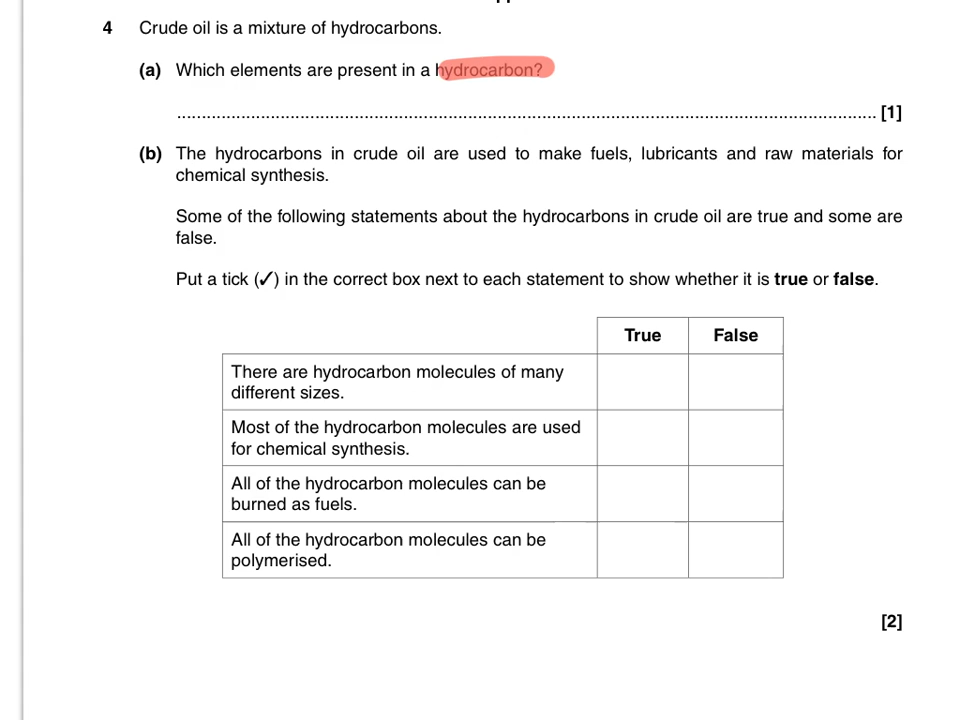 4 Crude oil is a mixture of hydrocarbons.
(a) Which elements are present in a hydrocarbon?
.......................................................................................................................................................... [1]
(b) The hydrocarbons in crude oil are used to make fuels, lubricants and raw materials for
chemical synthesis.
Some of the following statements about the hydrocarbons in crude oil are true and some are
false.
Put a tick (✓) in the correct box next to each statement to show whether it is true or false.
True False
There are hydrocarbon molecules of many
different sizes.
Most of the hydrocarbon molecules are used
for chemical synthesis.
All of the hydrocarbon molecules can be
burned as fuels.
All of the hydrocarbon molecules can be
polymerised.
[2]